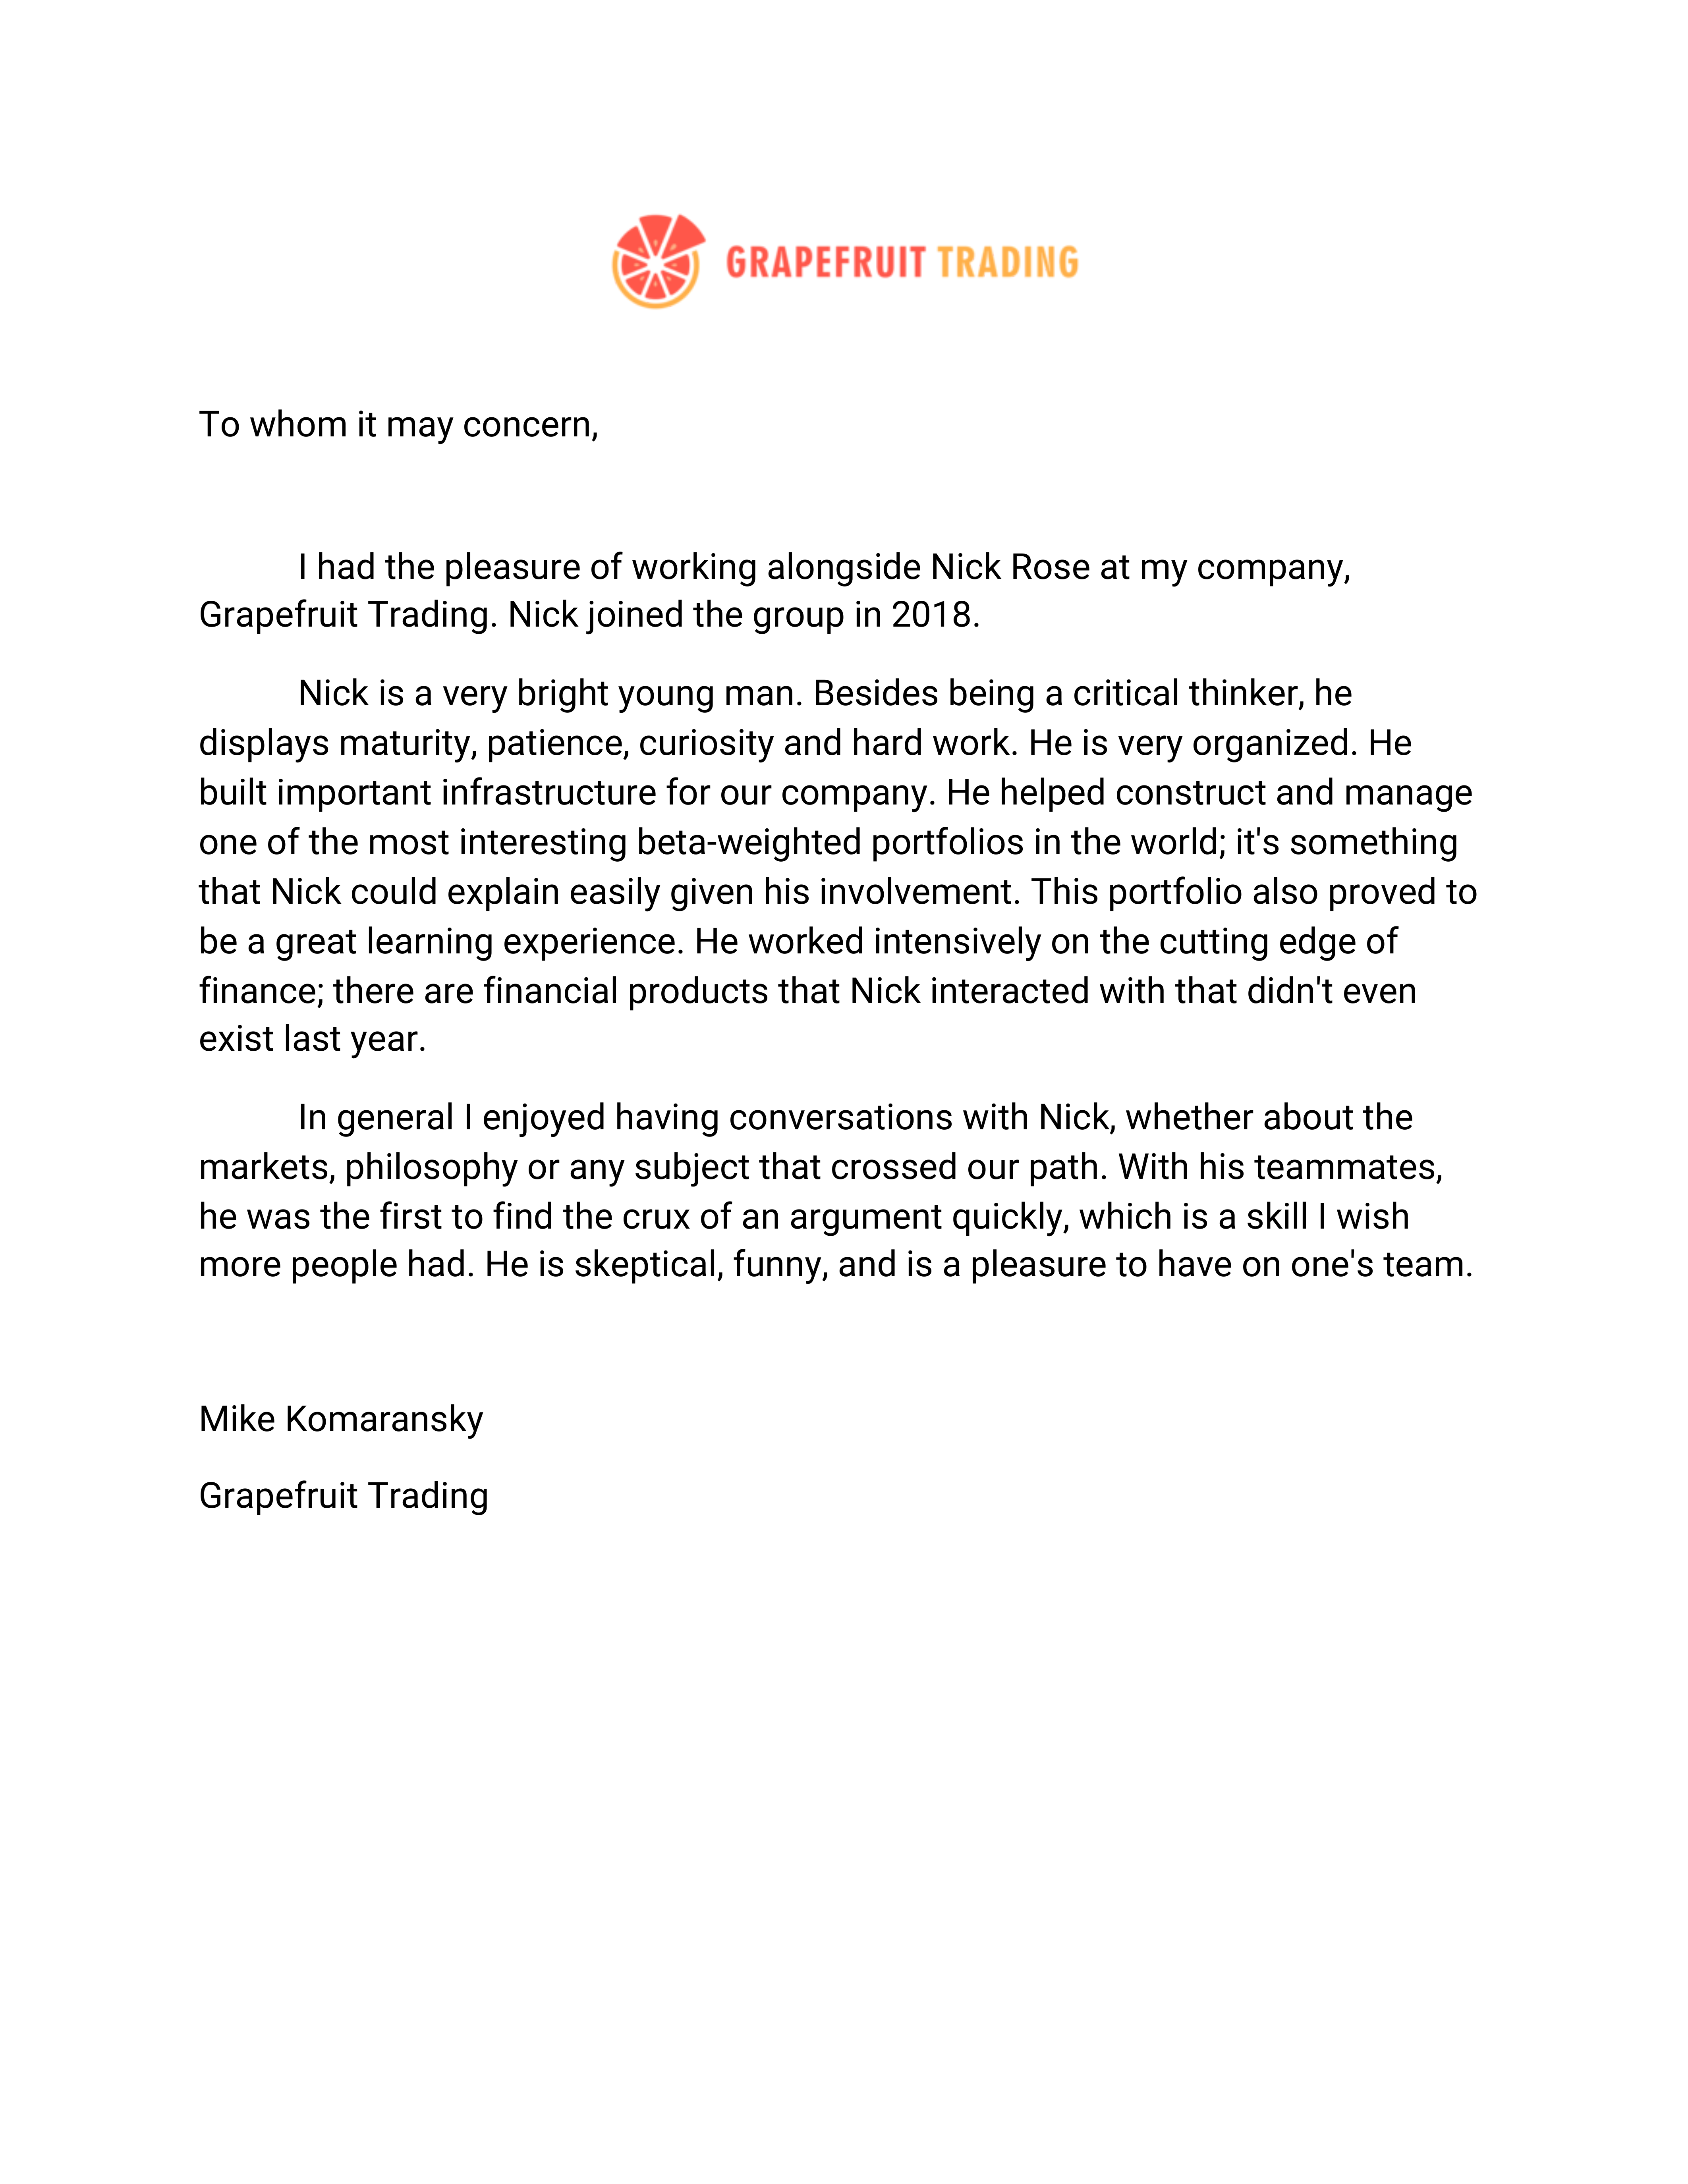 GRAPEFRUIT TRADING
To whom it may concern,
I had the pleasure of working alongside Nick Rose at my company,
Grapefruit Trading. Nick joined the group in 2018.
Nick is a very bright young man. Besides being a critical thinker, he
displays maturity, patience, curiosity and hard work. He is very organized. He
built important infrastructure for our company. He helped construct and manage
one of the most interesting beta-weighted portfolios in the world; it's something
that Nick could explain easily given his involvement. This portfolio also proved to
be a great learning experience. He worked intensively on the cutting edge of
finance; there are financial products that Nick interacted with that didn't even
exist last year.
In general I enjoyed having conversations with Nick, whether about the
markets, philosophy or any subject that crossed our path. With his teammates,
he was the first to find the crux of an argument quickly, which is a skill I wish
more people had. He is skeptical, funny, and is a pleasure to have on one's team.
Mike Komaransky
Grapefruit Trading